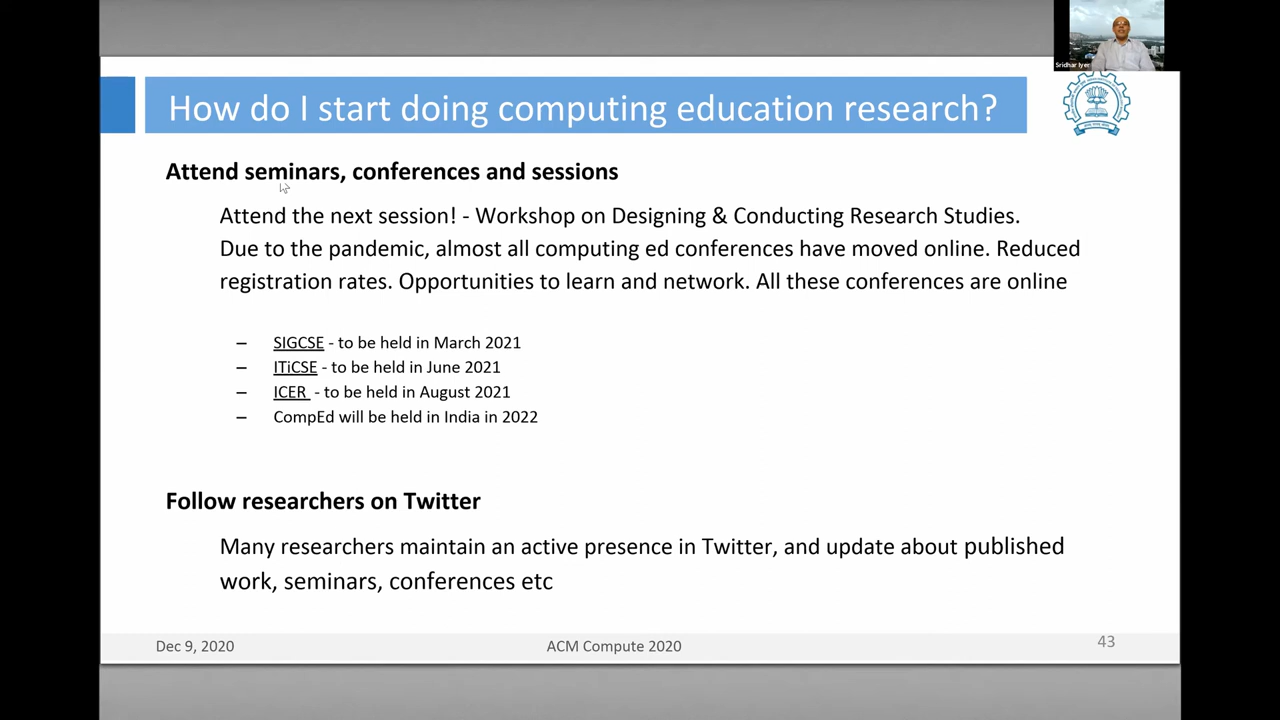 Sridhar Iyer
How do I start doing computing education research?
Attend seminars, conferences and sessions
Attend the next session! - Workshop on Designing & Conducting Research Studies.
Due to the pandemic, almost all computing ed conferences have moved online. Reduced
registration rates. Opportunities to learn and network. All these conferences are online
– SIGCSE - to be held in March 2021
– ITiCSE - to be held in June 2021
– ICER - to be held in August 2021
– CompEd will be held in India in 2022
Follow researchers on Twitter
Many researchers maintain an active presence in Twitter, and update about published
work, seminars, conferences etc
Dec 9, 2020
ACM Compute 2020
43